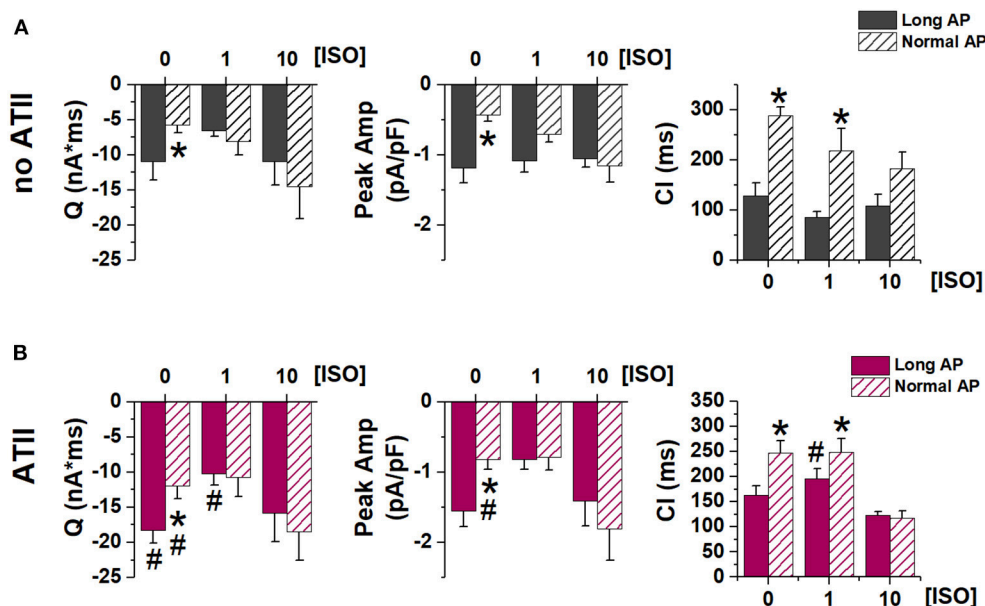 A
no ATII
0 1 10 [ISO]
0
-5
-10
-15
-20
-25
Q (nA*ms)
*
0 1 10 [ISO]
0
-1
-2
Peak Amp
(pA/pF)
*
Long AP
Normal AP
300
200
100
0
CI (ms)
* *
0 1 10 [ISO]
B
ATII
0 1 10 [ISO]
0
-5
-10
-15
-20
-25
Q (nA*ms)
#
*
# #
0 1 10 [ISO]
0
-1
-2
Peak Amp
(pA/pF)
*
#
Long AP
Normal AP
350
300
250
200
150
100
50
0
CI (ms)
* # *
0 1 10
[ISO]